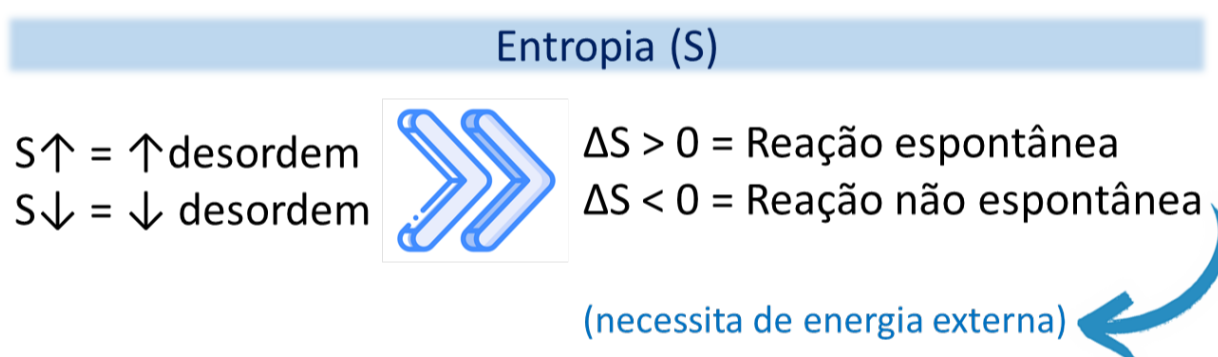 Entropia (S)
S↑ = ↑desordem
S↓ = ↓ desordem
ΔS > 0 = Reação espontânea
ΔS < 0 = Reação não espontânea
(necessita de energia externa)